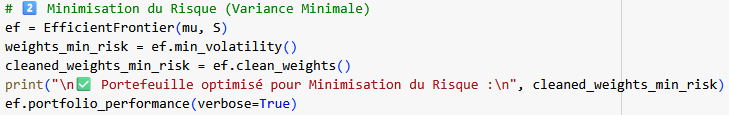 # 2️⃣ Minimisation du Risque (Variance Minimale)
ef = EfficientFrontier(mu, S)
weights_min_risk = ef.min_volatility()
cleaned_weights_min_risk = ef.clean_weights()
print("\n✅ Portefeuille optimisé pour Minimisation du Risque :\n", cleaned_weights_min_risk)
ef.portfolio_performance(verbose=True)